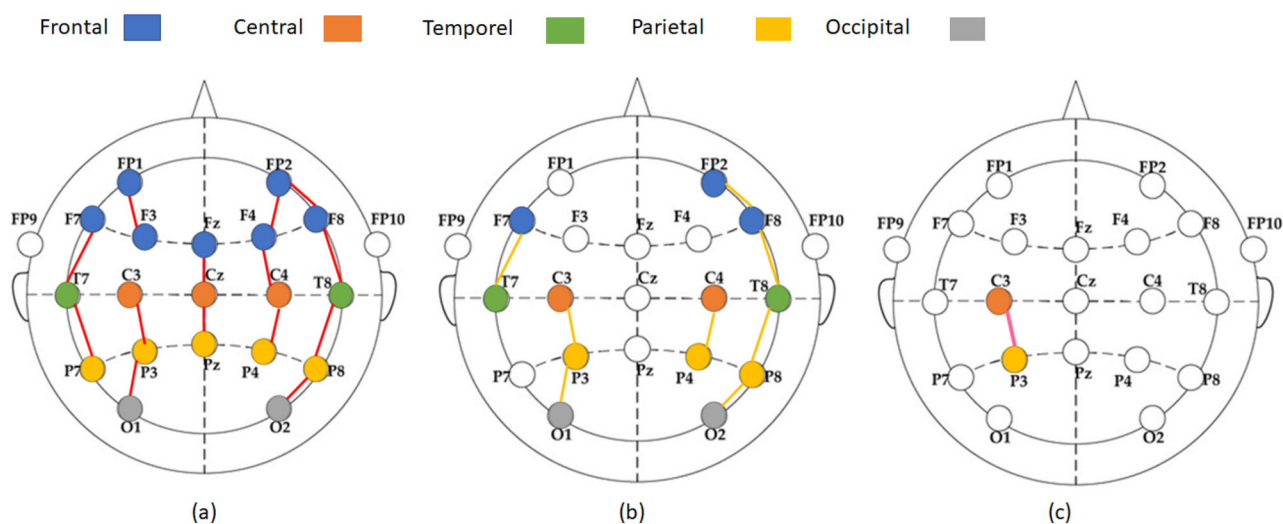 Frontal Central Temporel Parietal Occipital
FP1 FP2
F7 F3 Fz F4 F8 FP10
T7 C3 Cz C4 T8
P7 P3 Pz P4 P8
O1 O2
(a)
FP1 FP2
FP9 F7 F3 Fz F4 F8 FP10
T7 C3 Cz C4 T8
P7 P3 Pz P4 P8
O1 O2
(b)
FP1 FP2
FP9 F7 F3 Fz F4 F8 FP10
T7 C3 Cz C4 T8
P7 P3 Pz P4 P8
O1 O2
(c)